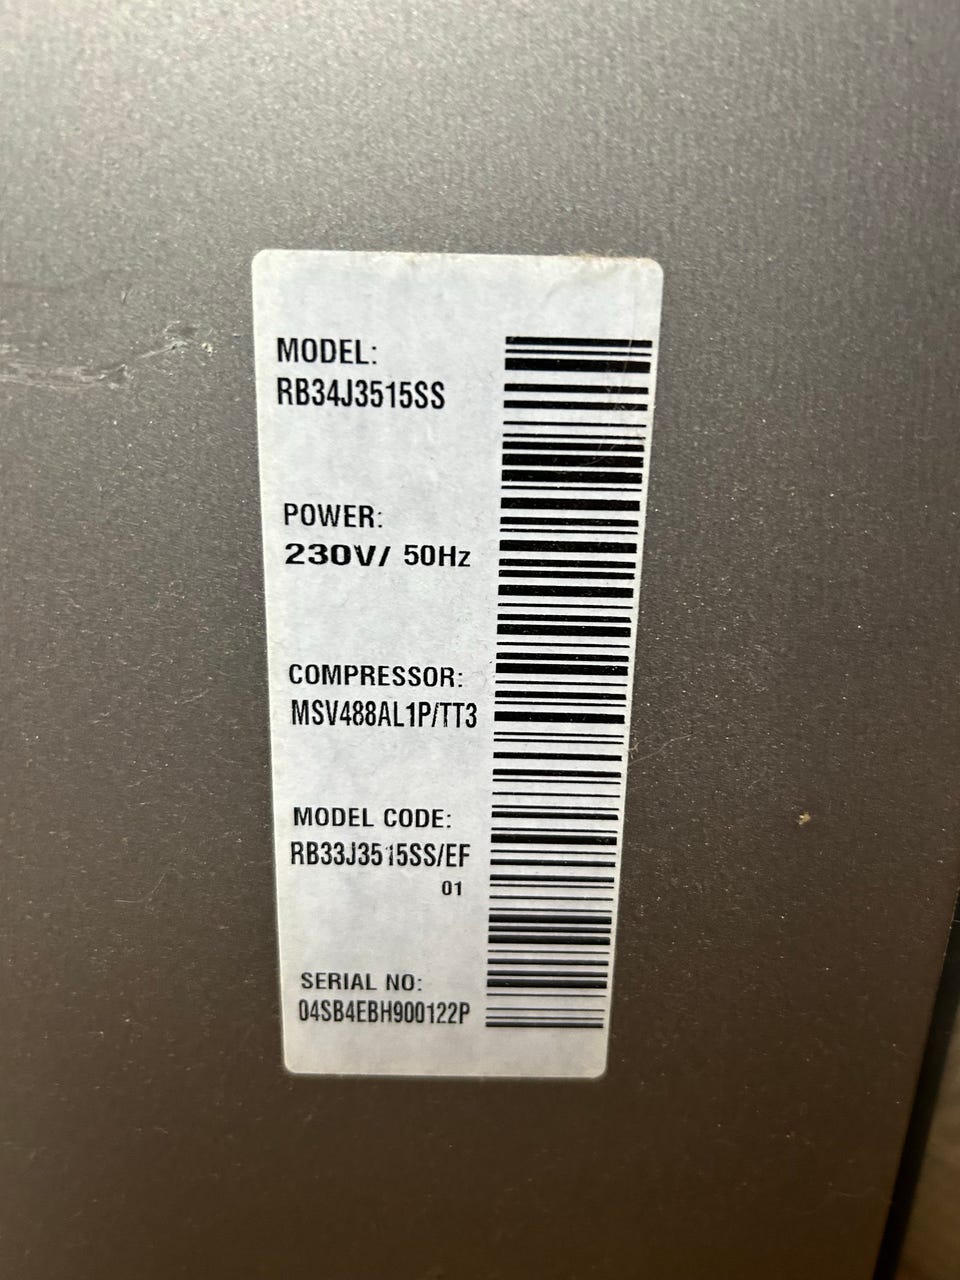 MODEL:
RB34J3515SS
POWER:
230V/ 50Hz
COMPRESSOR:
MSV488AL1P/TT3
MODEL CODE:
RB33J3515SS/EF
01
SERIAL NO:
04SB4EBH900122P